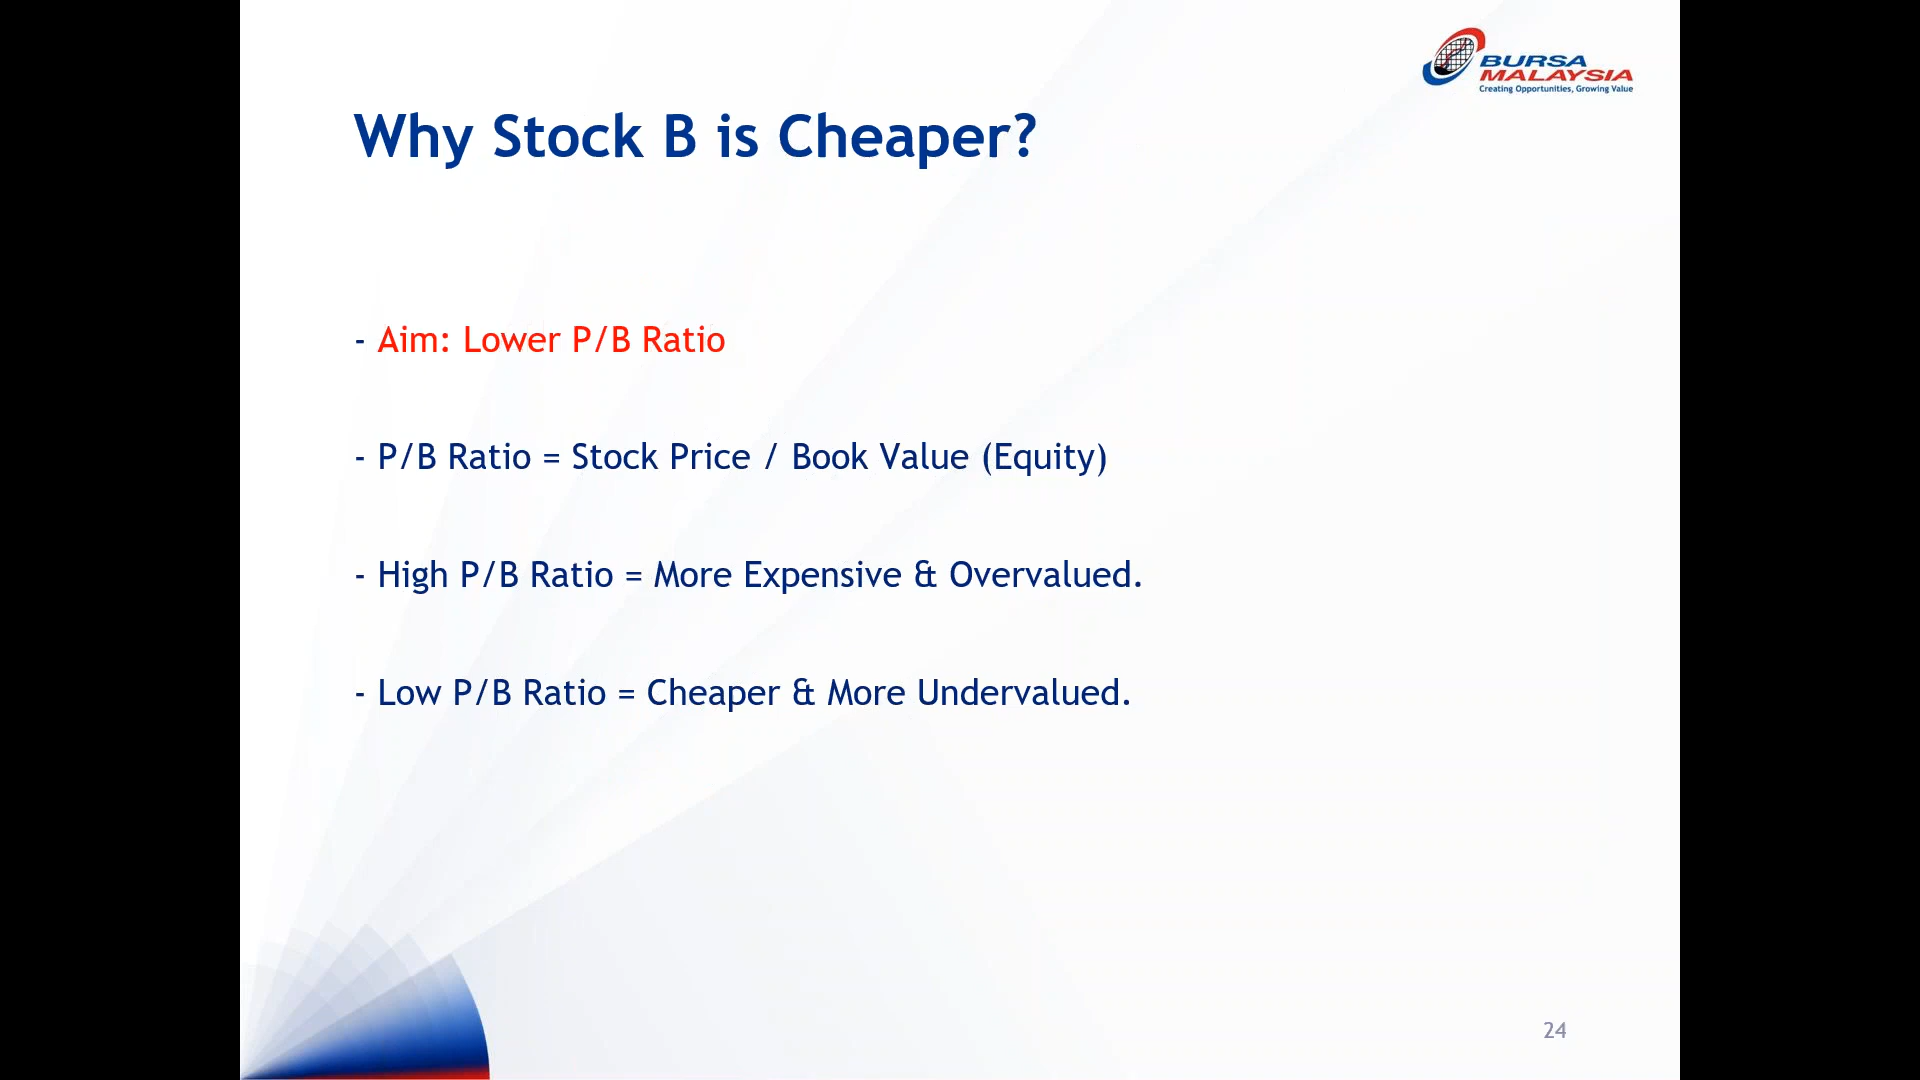 BURSA
MALAYSIA
Creating Opportunities, Growing Value
Why Stock B is Cheaper?
- Aim: Lower P/B Ratio
- P/B Ratio = Stock Price / Book Value (Equity)
- High P/B Ratio = More Expensive & Overvalued.
- Low P/B Ratio = Cheaper & More Undervalued.
24